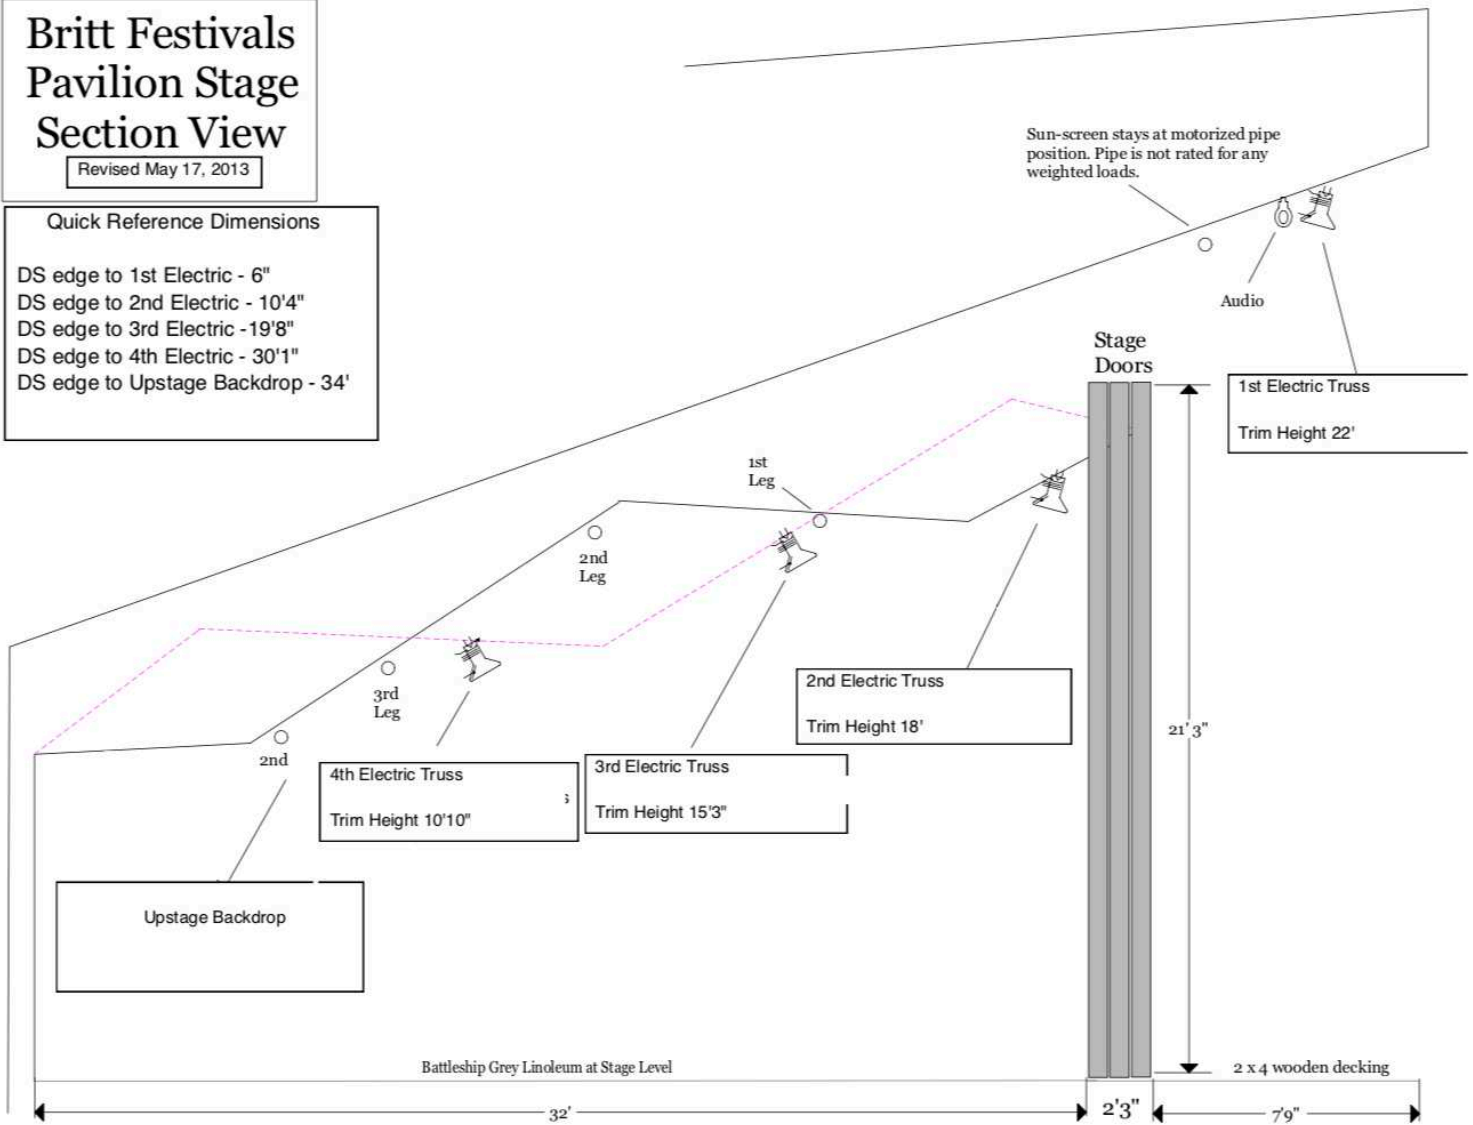 Britt Festivals
Pavilion Stage
Section View
Revised May 17, 2013
Quick Reference Dimensions
DS edge to 1st Electric - 6"
DS edge to 2nd Electric - 10'4"
DS edge to 3rd Electric -19'8"
DS edge to 4th Electric - 30'1"
DS edge to Upstage Backdrop - 34'
Sun-screen stays at motorized pipe
position. Pipe is not rated for any
weighted loads.
Audio
Stage
Doors
1st Electric Truss
Trim Height 22'
1st
Leg
2nd
Leg
3rd
Leg
2nd
2nd Electric Truss
Trim Height 18'
21' 3"
3rd Electric Truss
Trim Height 15'3"
4th Electric Truss
s
Trim Height 10'10"
Upstage Backdrop
Battleship Grey Linoleum at Stage Level
2 x 4 wooden decking
32'
2'3"
7'9"